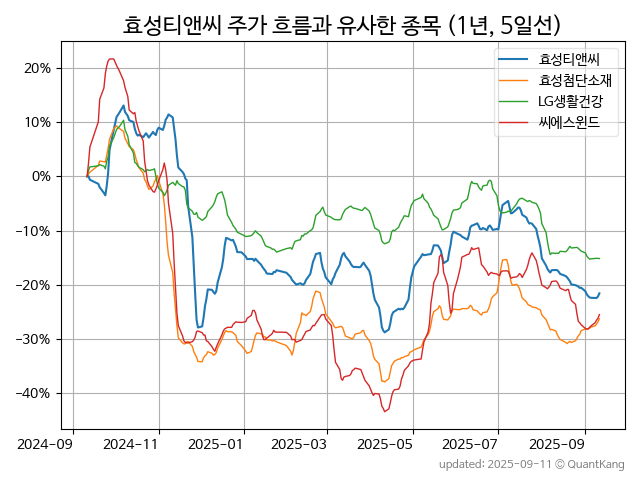 효성티앤씨 주가 흐름과 유사한 종목 (1년, 5일선)
효성티앤씨
효성첨단소재
LG생활건강
씨에스윈드
20%
10%
0%
−10%
−20%
−30%
−40%
2024-09
2024-11
2025-01
2025-03
2025-05
2025-07
2025-09
updated: 2025-09-11 © QuantKang